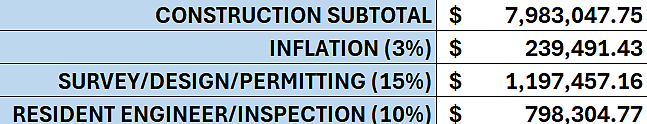 CONSTRUCTION SUBTOTAL $ 7,983,047.75
INFLATION (3%) $ 239,491.43
SURVEY/DESIGN/PERMITTING (15%) $ 1,197,457.16
RESIDENT ENGINEER/INSPECTION (10%) $ 798,304.77